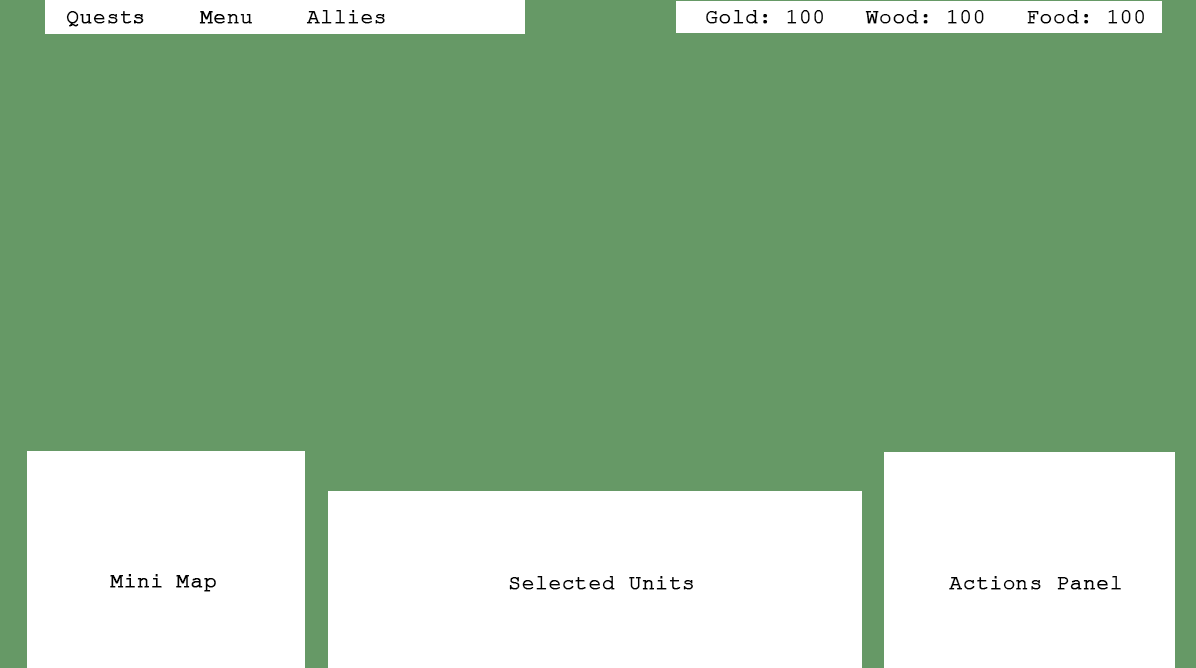 Quests Menu Allies
Gold: 100 Wood: 100 Food: 100
Mini Map
Selected Units
Actions Panel